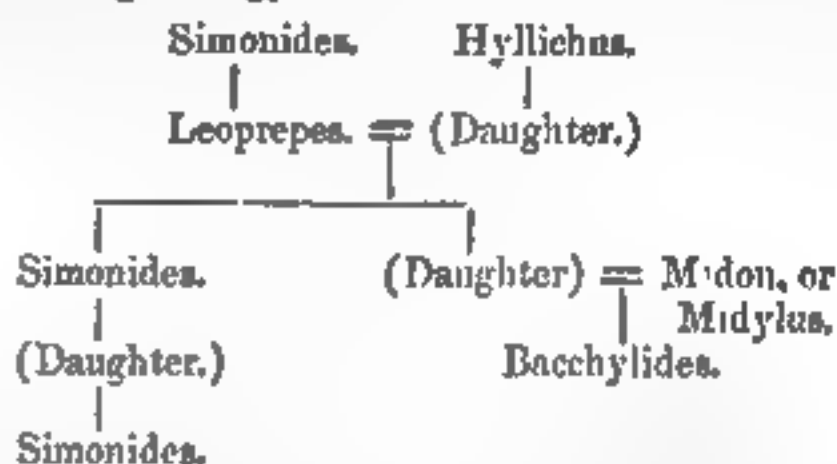 Simonides. Hyllichus.
Leoprepes. = (Daughter.)
Simonides. (Daughter) = Midon, or
Midylus.
(Daughter.) Bacchylides.
Simonides.